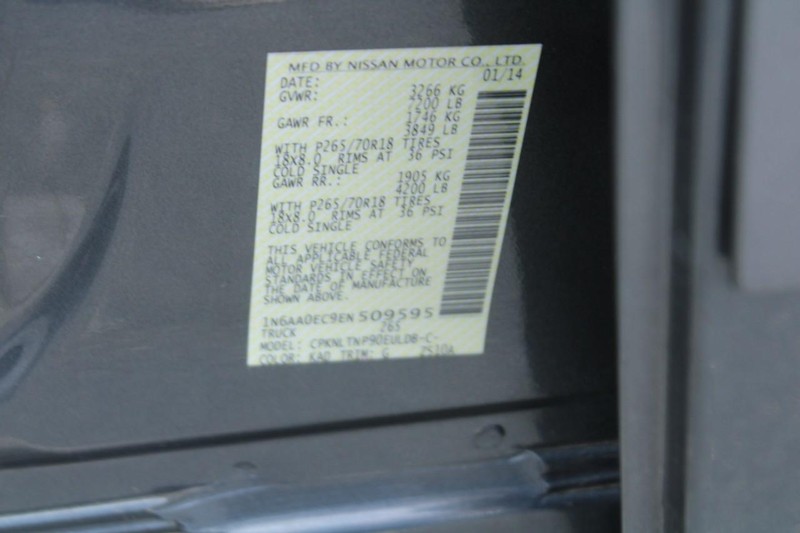 MFD BY NISSAN MOTOR CO., LTD.
DATE: 01/14
GVWR: 3266 KG
7200 LB
GAWR FR.: 1746 KG
3849 LB
WITH P265/70R18 TIRES
18X8.0 RIMS AT 36 PSI
COLD SINGLE
GAWR RR.: 1905 KG
4200 LB
WITH P265/70R18 TIRES
18X8.0 RIMS AT 36 PSI
COLD SINGLE
THIS VEHICLE CONFORMS TO
ALL APPLICABLE FEDERAL
MOTOR VEHICLE SAFETY
STANDARDS IN EFFECT ON
THE DATE OF MANUFACTURE
SHOWN ABOVE.
1N6AA0EC9EN509595
TRUCK 265
MODEL: CPKNLTNP90EULDB-C-
COLOR: KAD TRIM: G 2510A